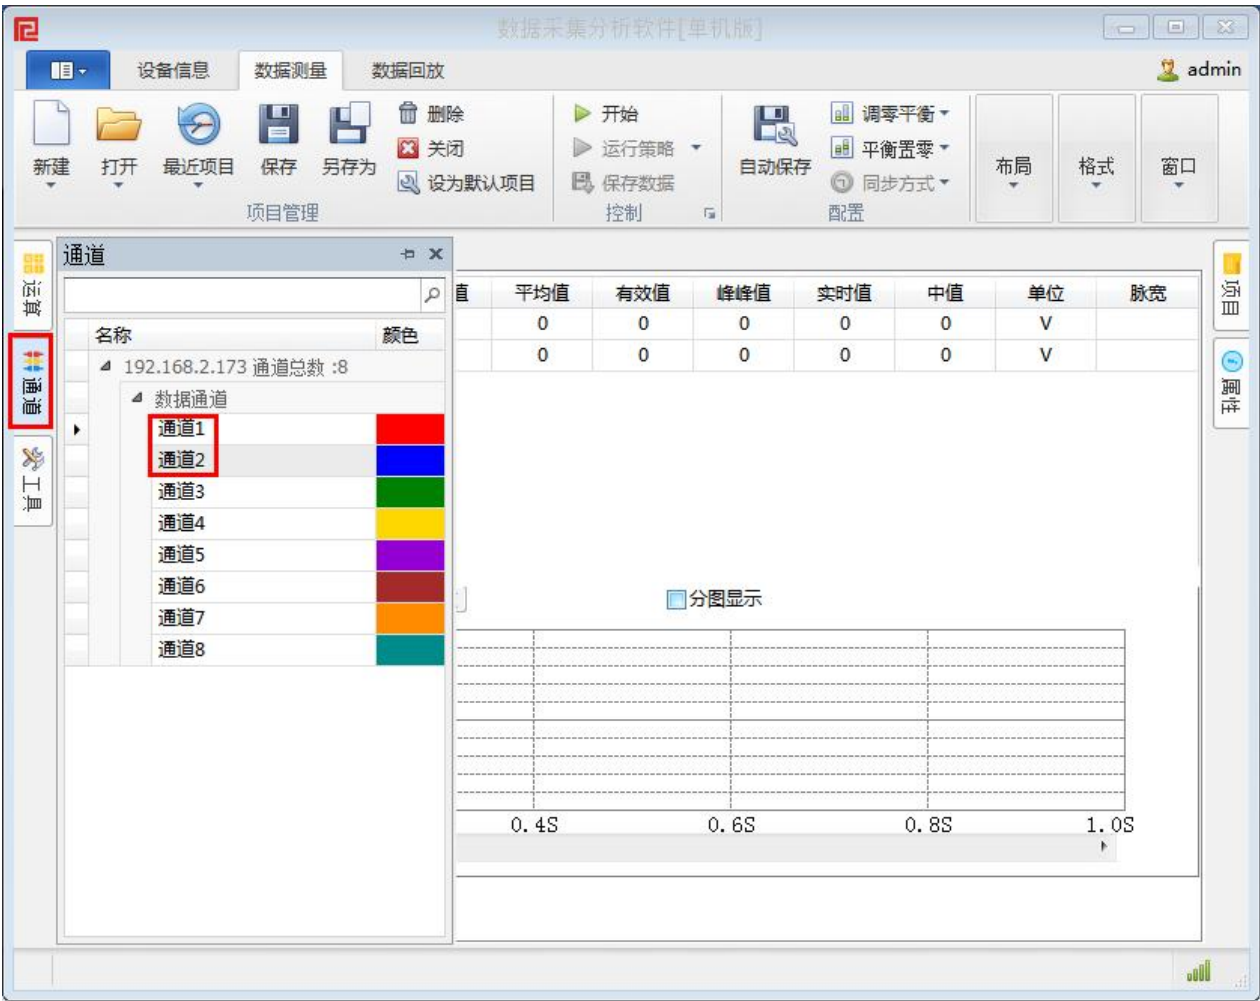 数据采集分析软件[单机版]
设备信息 数据测量 数据回放 admin
新建 打开 最近项目 保存 另存为 删除 关闭 设为默认项目
项目管理
开始 运行策略 保存数据
控制
自动保存 调零平衡 平衡置零 同步方式
配置
布局 格式 窗口
运算
通道
工具
通道
名称 颜色
192.168.2.173 通道总数 :8
数据通道
通道1
通道2
通道3
通道4
通道5
通道6
通道7
通道8
值 平均值 有效值 峰峰值 实时值 中值 单位 脉宽
0 0 0 0 0 V
0 0 0 0 0 V
分图显示
0.4S 0.6S 0.8S 1.0S
项目
属性